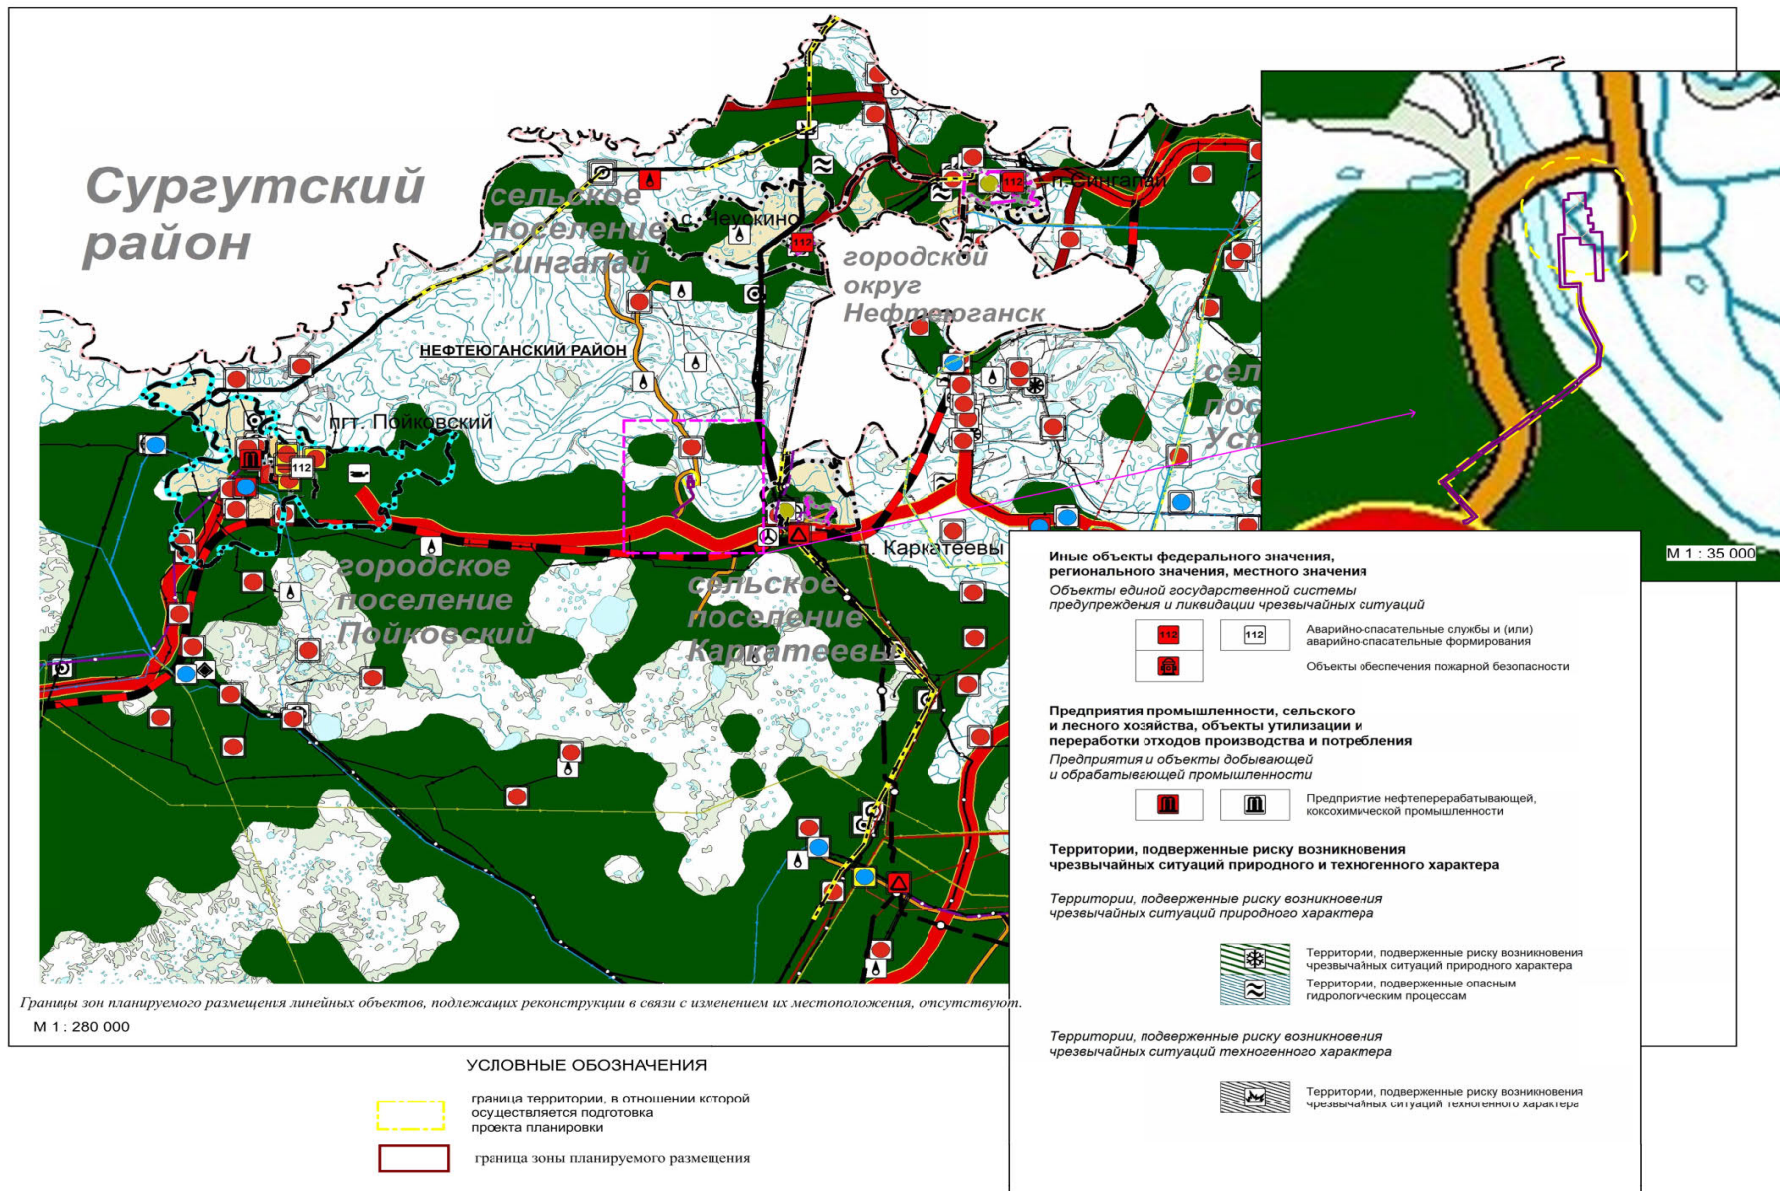 Сургутский
район
сельское
поселение
Сингапай
с. Чеускино
112
112
п.Сингапай
городской
округ
Нефтеюганск
НЕФТЕЮГАНСКИЙ РАЙОН
сел
пос
Уст
пгт. Пойковский
112
п. Каркатеевы
городское
поселение
Пойковский
сельское
поселение
Каркатеевы
М 1 : 35 000
Иные объекты федерального значения,
регионального значения, местного значения
Объекты единой государственной системы
предупреждения и ликвидации чрезвычайных ситуаций
112
112
Аварийно-спасательные службы и (или)
аварийно-спасательные формирования
Объекты обеспечения пожарной безопасности
Предприятия промышленности, сельского
и лесного хозяйства, объекты утилизации и
переработки отходов производства и потребления
Предприятия и объекты добывающей
и обрабатывающей промышленности
Предприятие нефтеперерабатывающей,
коксохимической промышленности
Территории, подверженные риску возникновения
чрезвычайных ситуаций природного и техногенного характера
Территории, подверженные риску возникновения
чрезвычайных ситуаций природного характера
Территории, подверженные риску возникновения
чрезвычайных ситуаций природного характера
Территории, подверженные опасным
гидрологическим процессам
Территории, подверженные риску возникновения
чрезвычайных ситуаций техногенного характера
Территории, подверженные риску возникновения
чрезвычайных ситуаций техногенного характера
Границы зон планируемого размещения линейных объектов, подлежащих реконструкции в связи с изменением их местоположения, отсутствуют.
М 1 : 280 000
УСЛОВНЫЕ ОБОЗНАЧЕНИЯ
граница территории, в отношении которой
осуществляется подготовка
проекта планировки
граница зоны планируемого размещения